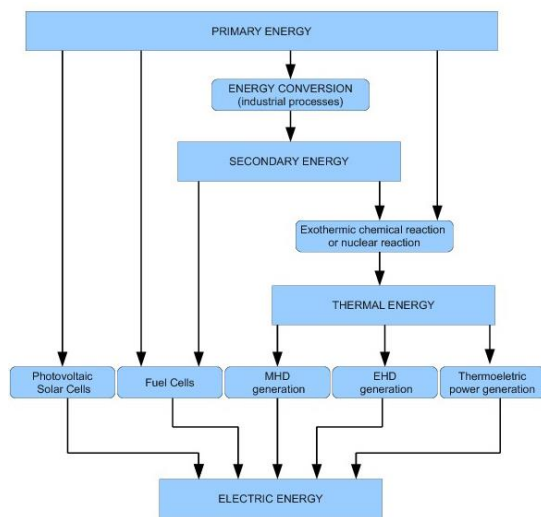 PRIMARY ENERGY
ENERGY CONVERSION
(industrial processes)
SECONDARY ENERGY
Exothermic chemical reaction
or nuclear reaction
THERMAL ENERGY
Photovoltaic
Solar Cells
Fuel Cells
MHD
generation
EHD
generation
Thermoeletric
power generation
ELECTRIC ENERGY